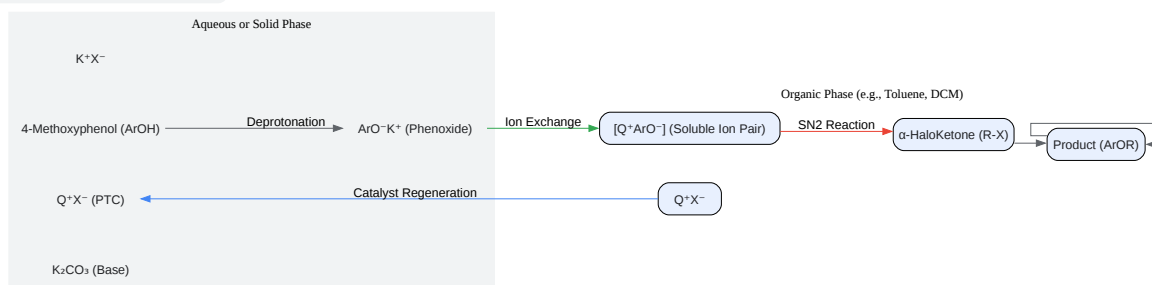 Aqueous or Solid Phase
K⁺X⁻
Organic Phase (e.g., Toluene, DCM)
4-Methoxyphenol (ArOH)
Deprotonation
ArO⁻K⁺ (Phenoxide)
Ion Exchange
[Q⁺ArO⁻] (Soluble Ion Pair)
SN2 Reaction
α-HaloKetone (R-X)
Product (ArOR)
Q⁺X⁻ (PTC)
Catalyst Regeneration
Q⁺X⁻
K₂CO₃ (Base)